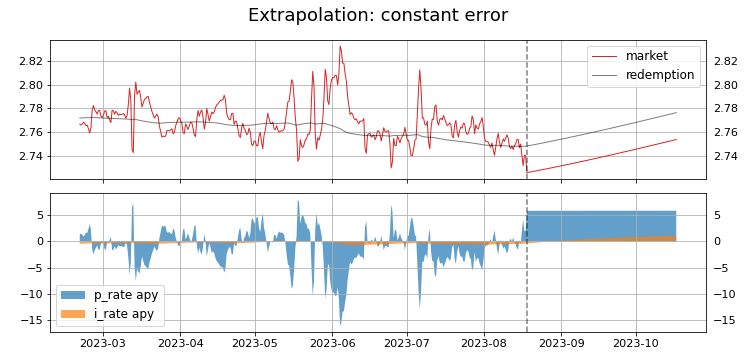 Extrapolation: constant error
2.82 2.82
2.80 2.80
2.78 2.78
2.76 2.76
2.74 2.74
market
redemption
5 5
0 0
−5 −5
−10 −10
−15 −15
p_rate apy
i_rate apy
2023-03 2023-04 2023-05 2023-06 2023-07 2023-08 2023-09 2023-10